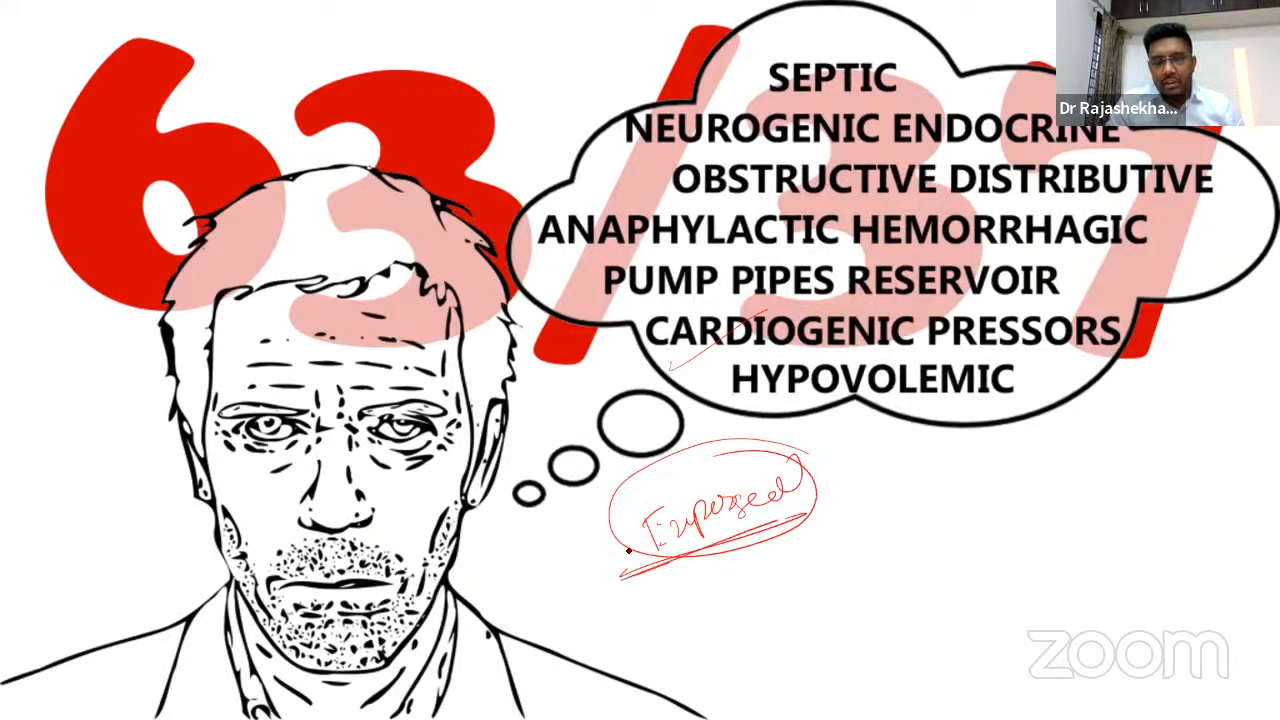 63/37
SEPTIC
NEUROGENIC ENDOCRINE
OBSTRUCTIVE DISTRIBUTIVE
ANAPHYLACTIC HEMORRHAGIC
PUMP PIPES RESERVOIR
CARDIOGENIC PRESSORS
HYPOVOLEMIC
Dr Rajashekha...
zoom